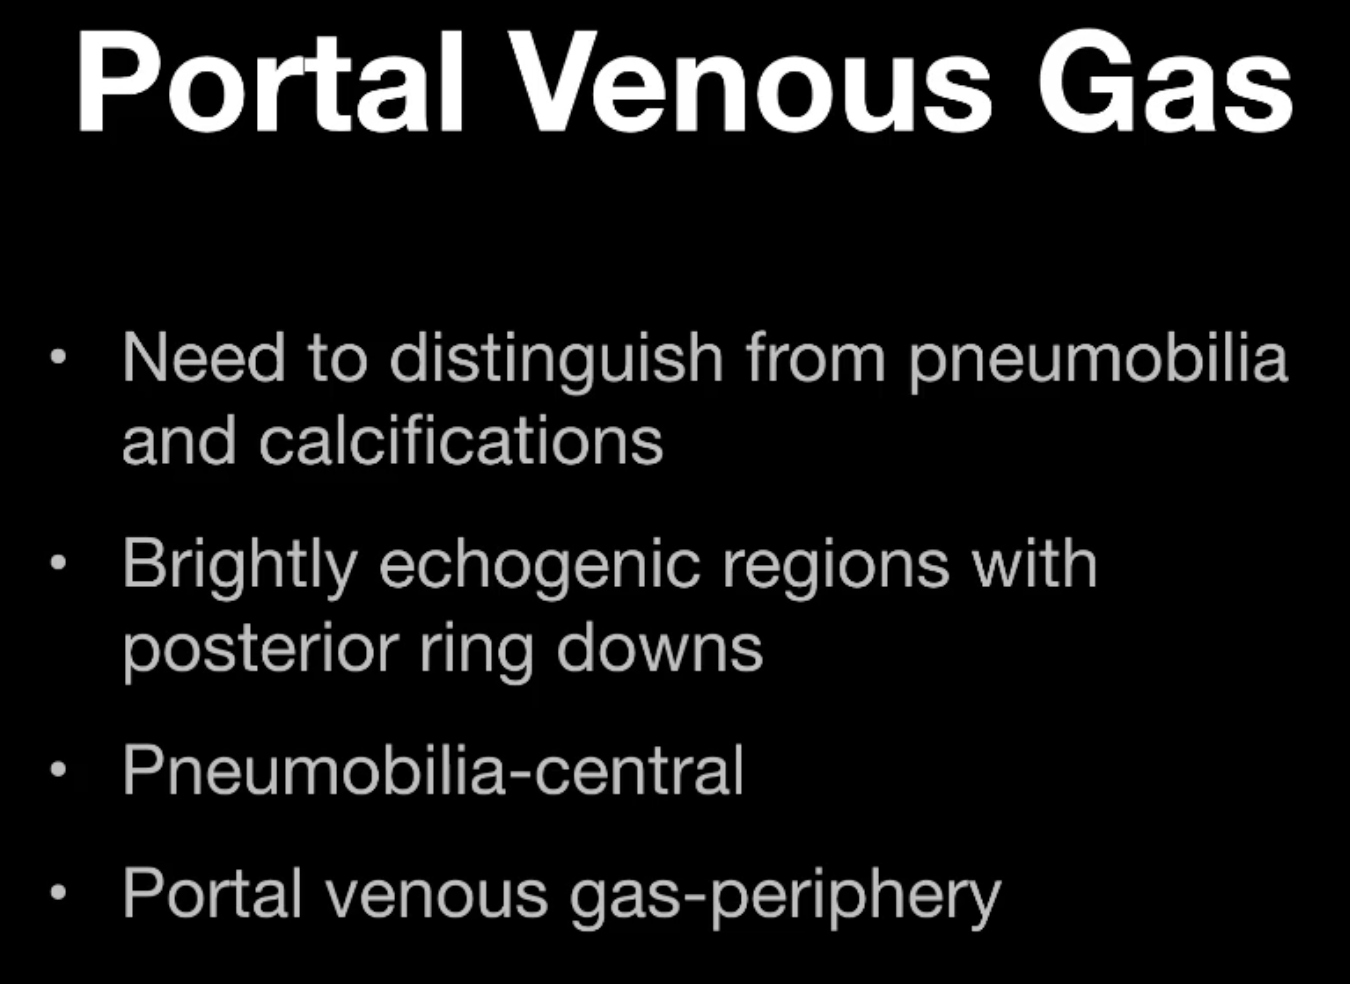 Portal Venous Gas
• Need to distinguish from pneumobilia
and calcifications
• Brightly echogenic regions with
posterior ring downs
• Pneumobilia-central
• Portal venous gas-periphery